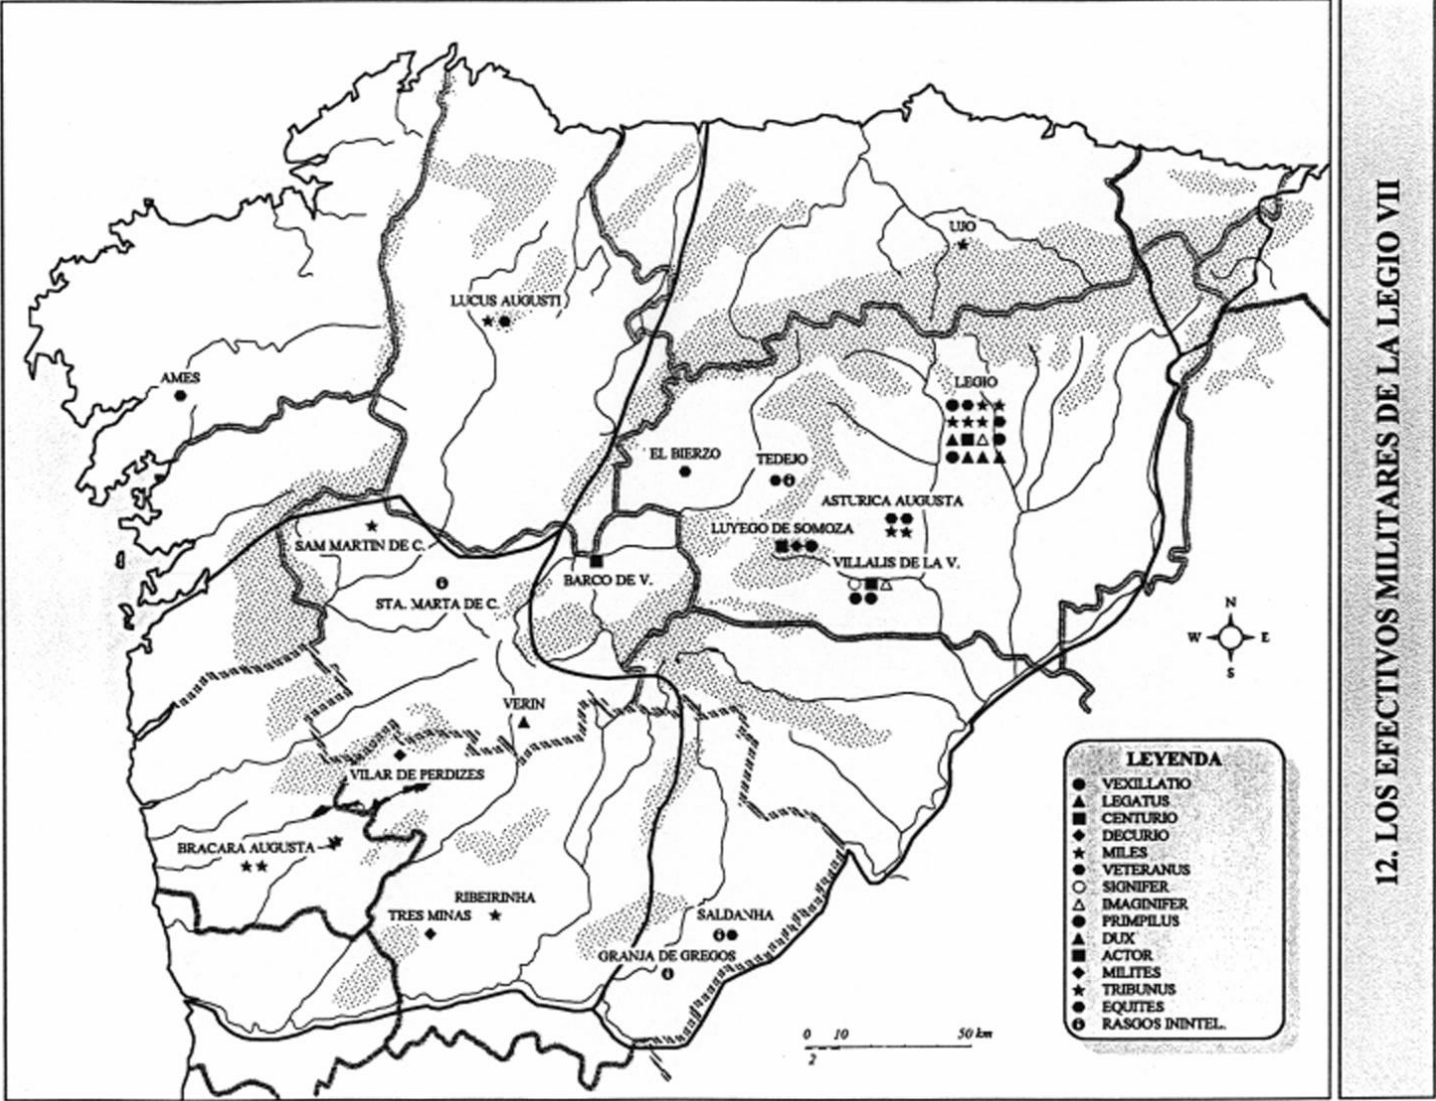 UJO
LUCUS AUGUSTI
AMES
LEGIO
EL BIERZO
TEDEJO
ASTURICA AUGUSTA
LUYEGO DE SOMOZA
SAM MARTIN DE C.
VILLALIS DE LA V.
BARCO DE V.
STA. MARTA DE C.
N
W E
S
VERIN
VILAR DE PERDIZES
BRACARA AUGUSTA
RIBEIRINHA
TRES MINAS
SALDANHA
GRANJA DE GREGOS
0 10 50 km
2
LEYENDA
VEXILLATIO
LEGATUS
CENTURIO
DECURIO
MILES
VETERANUS
SIGNIFER
IMAGINIFER
PRIMPILUS
DUX
ACTOR
MILITES
TRIBUNUS
EQUITES
RASGOS ININTEL.
12. LOS EFECTIVOS MILITARES DE LA LEGIO VII